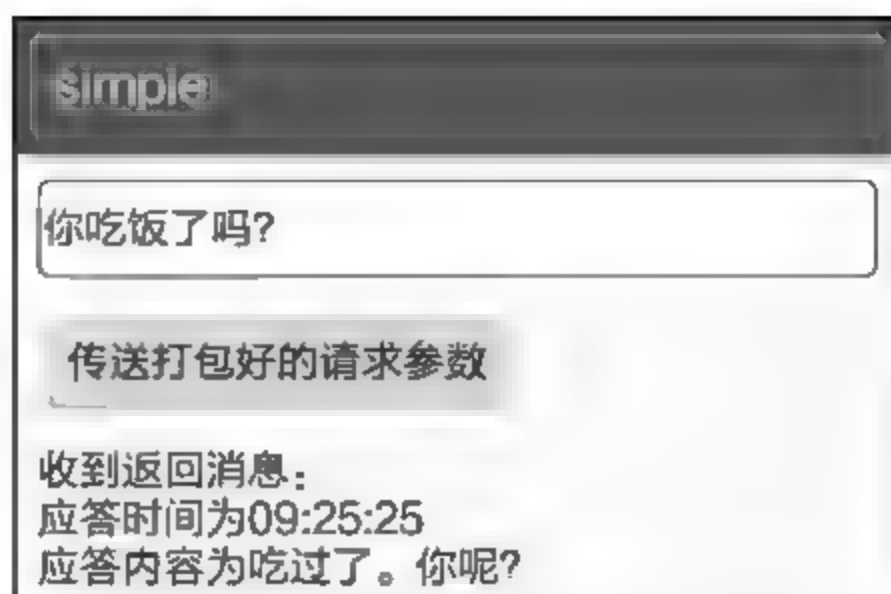 simple
你吃饭了吗?
传送打包好的请求参数
收到返回消息:
应答时间为09:25:25
应答内容为吃过了。你呢?